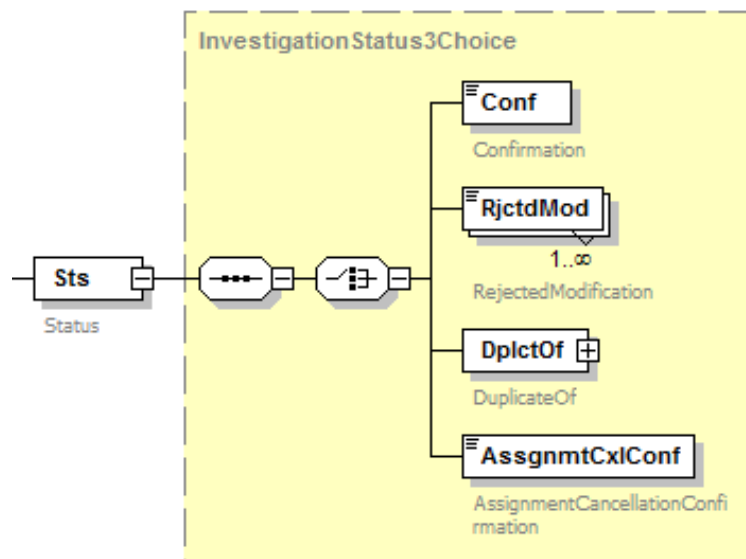 InvestigationStatus3Choice
Conf
Confirmation
RjctdMod
1..∞
RejectedModification
Sts
Status
DplctOf
DuplicateOf
AssgnmtCxlConf
AssignmentCancellationConfi
rmation